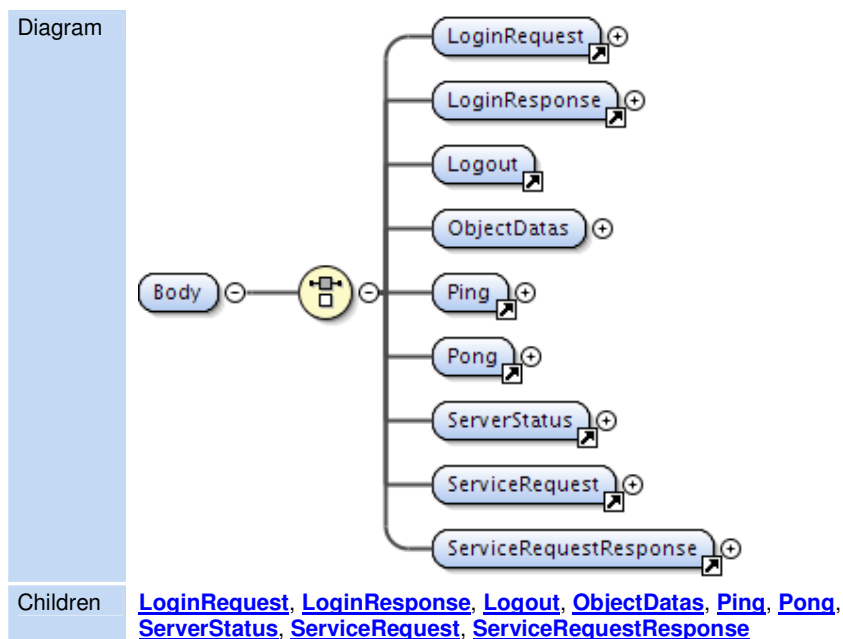 Diagram
LoginRequest
LoginResponse
Logout
ObjectDatas
Body
Ping
Pong
ServerStatus
ServiceRequest
ServiceRequestResponse
Children
LoginRequest, LoginResponse, Logout, ObjectDatas, Ping, Pong,
ServerStatus, ServiceRequest, ServiceRequestResponse